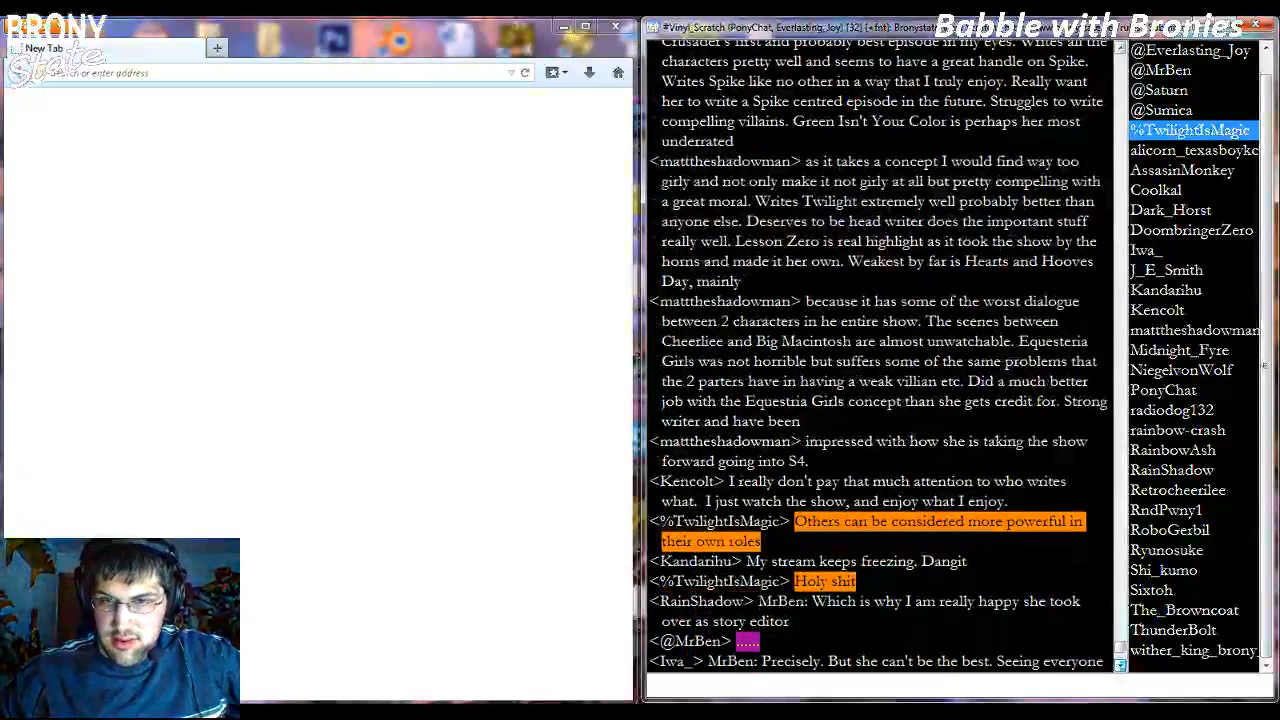 BRONY
State
New Tab
Search or enter address
#Vinyl_Scratch (PonyChat, Everlasting_Joy) [32] [+fnt]: Bronystate
Babble with Bronies
Crusader's first and probably best episode in my eyes. Writes all the
characters pretty well and seems to have a great handle on Spike.
Writes Spike like no other in a way that I truly enjoy. Really want
her to write a Spike centred episode in the future. Struggles to write
compelling villains. Green Isn't Your Color is perhaps her most
underrated
<matttheshadowman> as it takes a concept I would find way too
girly and not only make it not girly at all but pretty compelling with
a great moral. Writes Twilight extremely well probably better than
anyone else. Deserves to be head writer does the important stuff
really well. Lesson Zero is real highlight as it took the show by the
horns and made it her own. Weakest by far is Hearts and Hooves
Day, mainly
<matttheshadowman> because it has some of the worst dialogue
between 2 characters in he entire show. The scenes between
Cheerliee and Big Macintosh are almost unwatchable. Equesteria
Girls was not horrible but suffers some of the same problems that
the 2 parters have in having a weak villian etc. Did a much better
job with the Equestria Girls concept than she gets credit for. Strong
writer and have been
<matttheshadowman> impressed with how she is taking the show
forward going into S4.
<Kencolt> I really don't pay that much attention to who writes
what. I just watch the show, and enjoy what I enjoy.
<%TwilightIsMagic> Others can be considered more powerful in
their own roles
<Kandarihu> My stream keeps freezing. Dangit
<%TwilightIsMagic> Holy shit
<RainShadow> MrBen: Which is why I am really happy she took
over as story editor
<@MrBen> ......
<Iwa_> MrBen: Precisely. But she can't be the best. Seeing everyone
@Everlasting_Joy
@MrBen
@Saturn
@Sumica
%TwilightIsMagic
alicorn_texasboykc
AssasinMonkey
Coolkal
Dark_Horst
DoombringerZero
Iwa_
J_E_Smith
Kandarihu
Kencolt
matttheshadowman
Midnight_Fyre
NiegelvonWolf
PonyChat
radiodog132
rainbow-crash
RainbowAsh
RainShadow
Retrocheerilee
RndPwny1
RoboGerbil
Ryunosuke
Shi_kumo
Sixtoh
The_Browncoat
ThunderBolt
wither_king_brony_